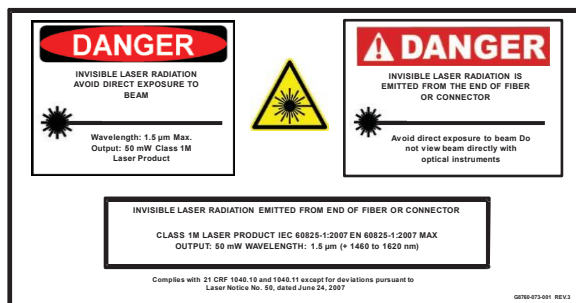 DANGER
INVISIBLE LASER RADIATION
AVOID DIRECT EXPOSURE TO
BEAM
Wavelength: 1.5 µm Max.
Output: 50 mW Class 1M
Laser Product
DANGER
INVISIBLE LASER RADIATION IS
EMITTED FROM THE END OF FIBER
OR CONNECTOR
Avoid direct exposure to beam Do
not view beam directly with
optical instruments
INVISIBLE LASER RADIATION EMITTED FROM END OF FIBER OR CONNECTOR
CLASS 1M LASER PRODUCT IEC 60825-1:2007 EN 60825-1:2007 MAX
OUTPUT: 50 mW WAVELENGTH: 1.5 µm (+ 1460 to 1620 nm)
Complies with 21 CRF 1040.10 and 1040.11 except for deviations pursuant to
Laser Notice No. 50, dated June 24, 2007
G8760-073-001 REV.3